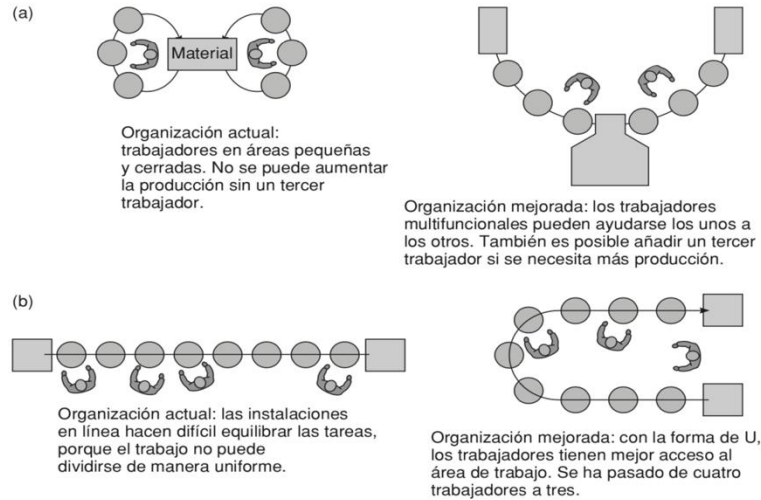 (a)
Material
Organización actual:
trabajadores en áreas pequeñas
y cerradas. No se puede aumentar
la producción sin un tercer
trabajador.
Organización mejorada: los trabajadores
multifuncionales pueden ayudarse los unos a
los otros. También es posible añadir un tercer
trabajador si se necesita más producción.
(b)
Organización actual: las instalaciones
en línea hacen difícil equilibrar las tareas,
porque el trabajo no puede
dividirse de manera uniforme.
Organización mejorada: con la forma de U,
los trabajadores tienen mejor acceso al
área de trabajo. Se ha pasado de cuatro
trabajadores a tres.